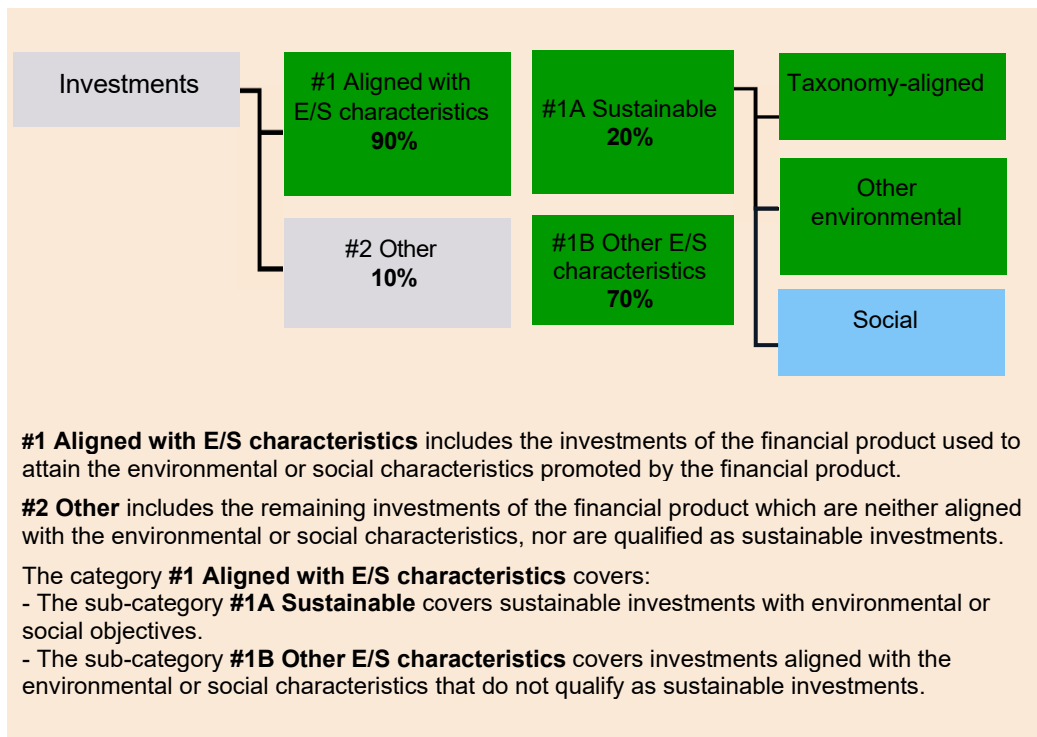 Investments
#1 Aligned with
E/S characteristics
90%
#2 Other
10%
#1A Sustainable
20%
#1B Other E/S
characteristics
70%
Taxonomy-aligned
Other
environmental
Social
#1 Aligned with E/S characteristics includes the investments of the financial product used to
attain the environmental or social characteristics promoted by the financial product.
#2 Other includes the remaining investments of the financial product which are neither aligned
with the environmental or social characteristics, nor are qualified as sustainable investments.
The category #1 Aligned with E/S characteristics covers:
- The sub-category #1A Sustainable covers sustainable investments with environmental or
social objectives.
- The sub-category #1B Other E/S characteristics covers investments aligned with the
environmental or social characteristics that do not qualify as sustainable investments.